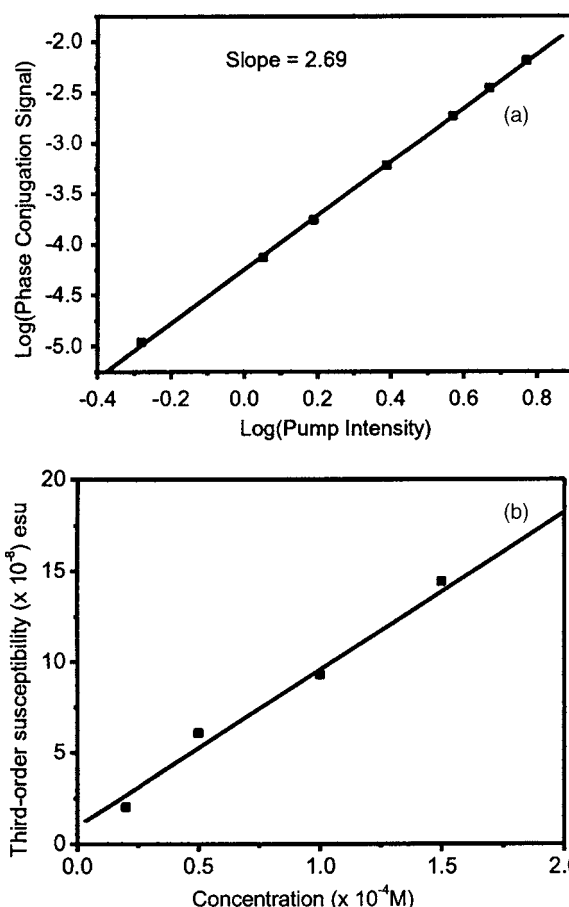 -2.0
-2.5
-3.0
-3.5
-4.0
-4.5
-5.0
Log(Phase Conjugation Signal)
Slope = 2.69
(a)
-0.4 -0.2 0.0 0.2 0.4 0.6 0.8
Log(Pump Intensity)
20
15
10
5
0
Third-order susceptibility (x 10⁻⁸) esu
(b)
0.0 0.5 1.0 1.5 2.0
Concentration (x 10⁻⁴M)